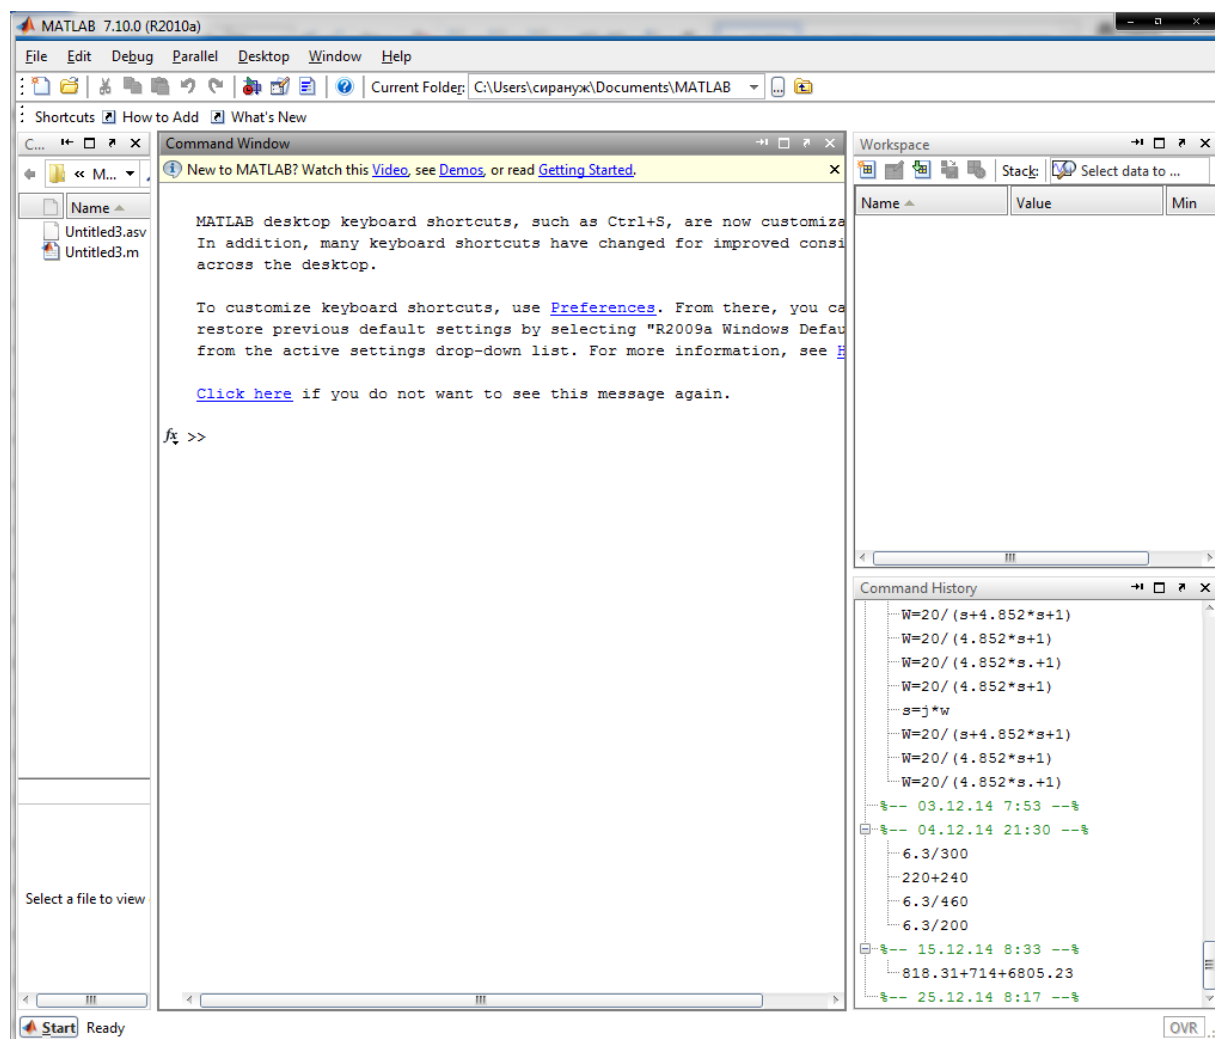 MATLAB 7.10.0 (R2010a)
File Edit Debug Parallel Desktop Window Help
Current Folder: C:\Users\сирануж\Documents\MATLAB
Shortcuts How to Add What's New
C...
« M...
Name
Untitled3.asv
Untitled3.m
Select a file to view
Command Window
New to MATLAB? Watch this Video, see Demos, or read Getting Started.
MATLAB desktop keyboard shortcuts, such as Ctrl+S, are now customiza
In addition, many keyboard shortcuts have changed for improved consi
across the desktop.
To customize keyboard shortcuts, use Preferences. From there, you ca
restore previous default settings by selecting "R2009a Windows Defau
from the active settings drop-down list. For more information, see H
Click here if you do not want to see this message again.
fx >>
Workspace
Stack: Select data to ...
Name Value Min
Command History
W=20/(s+4.852*s+1)
W=20/(4.852*s+1)
W=20/(4.852*s.+1)
W=20/(4.852*s+1)
s=j*w
W=20/(s+4.852*s+1)
W=20/(4.852*s+1)
W=20/(4.852*s.+1)
%-- 03.12.14 7:53 --%
%-- 04.12.14 21:30 --%
6.3/300
220+240
6.3/460
6.3/200
%-- 15.12.14 8:33 --%
818.31+714+6805.23
%-- 25.12.14 8:17 --%
Start Ready
OVR